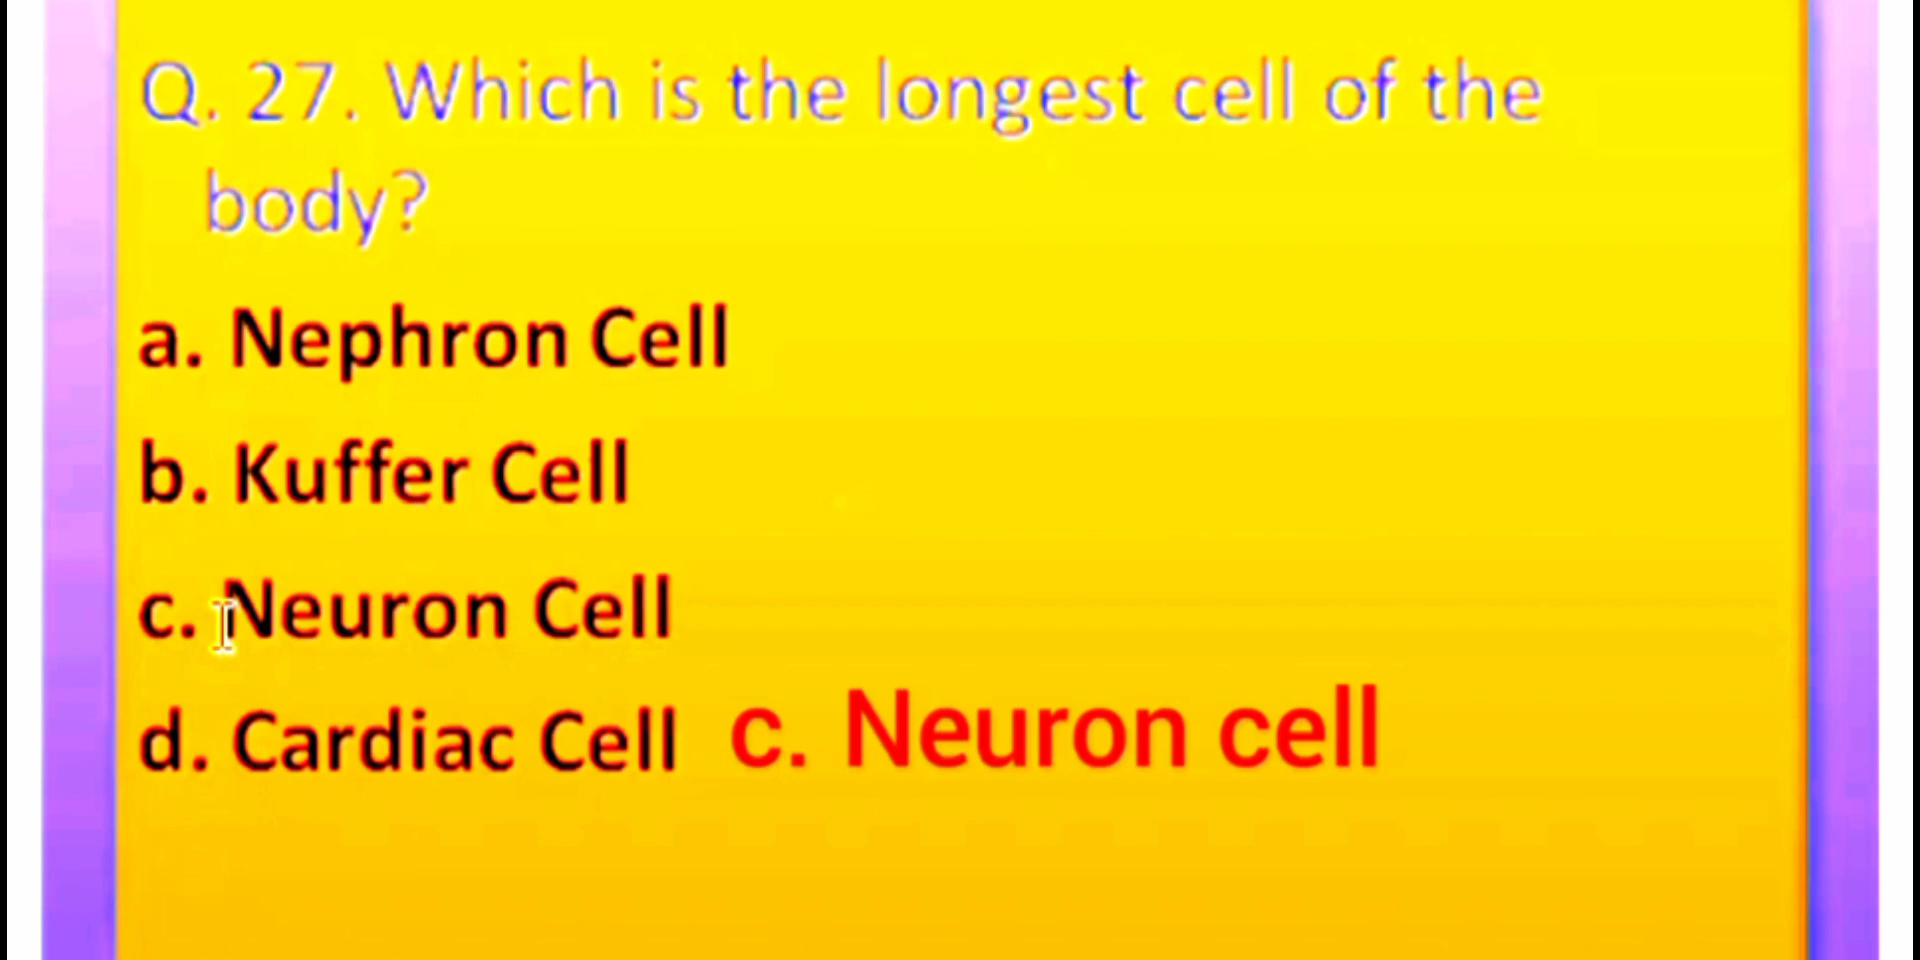 Q. 27. Which is the longest cell of the
body?
a. Nephron Cell
b. Kuffer Cell
c. Neuron Cell
d. Cardiac Cell c. Neuron cell